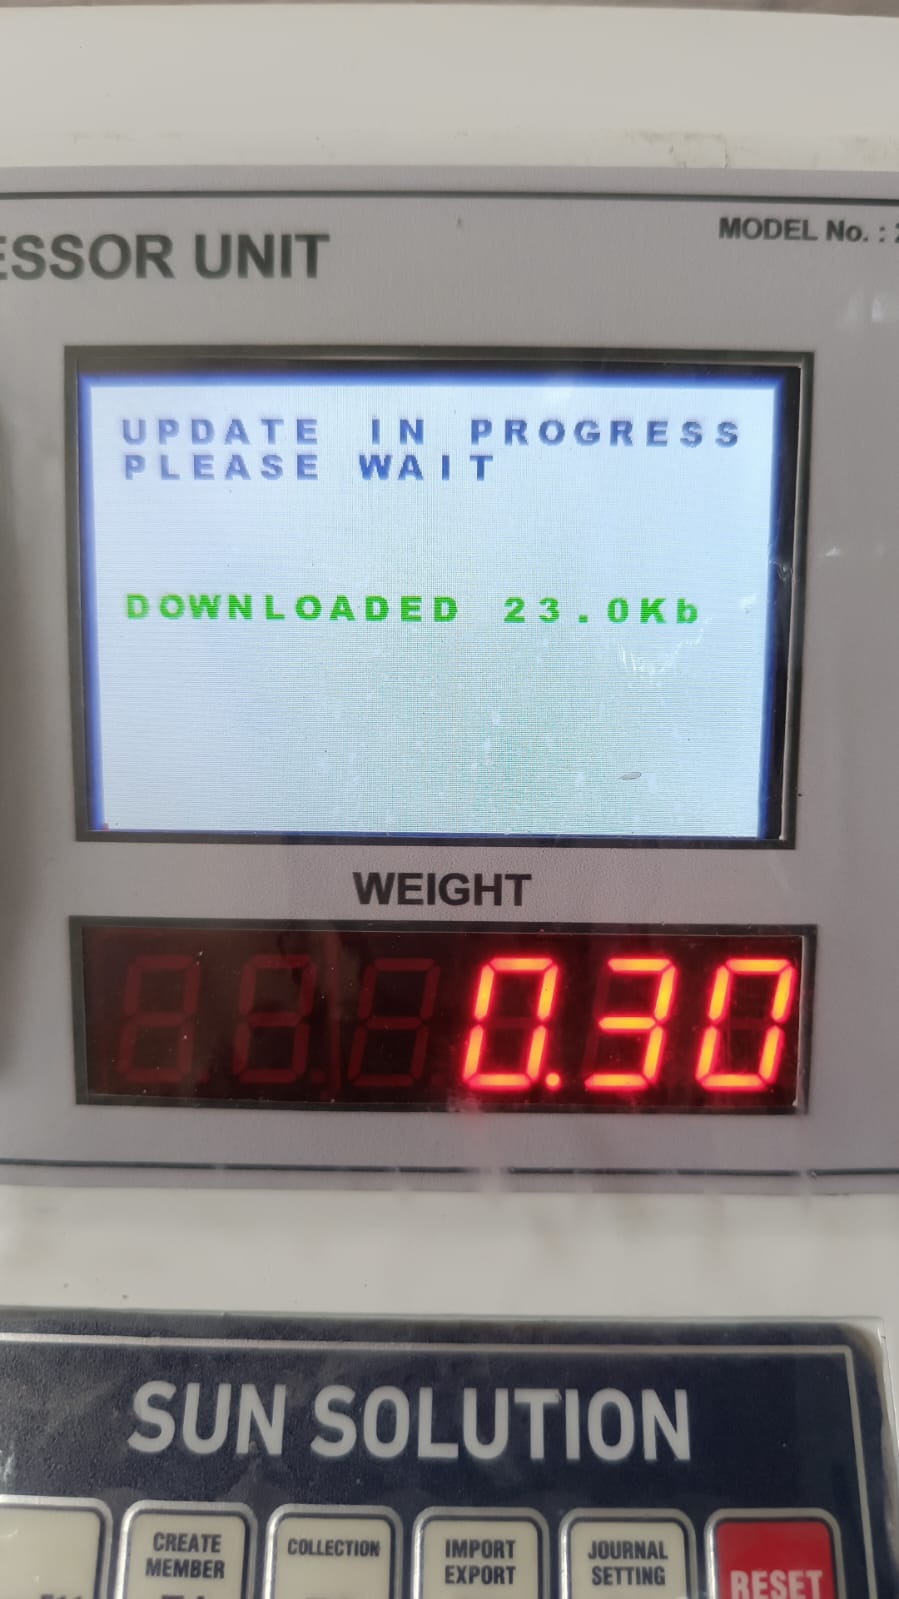 ESSOR UNIT
MODEL No. :
UPDATE IN PROGRESS
PLEASE WAIT
DOWNLOADED 23.0Kb
WEIGHT
0.30
SUN SOLUTION
CREATE
MEMBER
COLLECTION
IMPORT
EXPORT
JOURNAL
SETTING
RESET